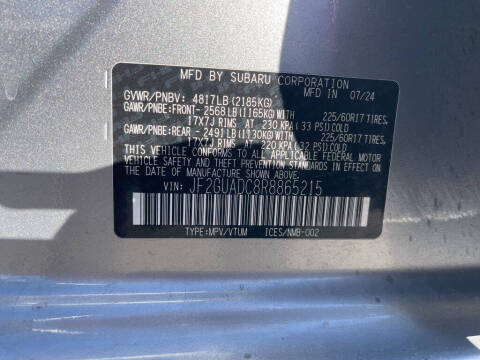 MFD BY SUBARU CORPORATION
GVWR/PNBV: 4817LB(2185KG) MFD IN 07/24
GAWR/PNBE:FRONT- 2568LB(1165KG)WITH 225/60R17 TIRES,
17X7J RIMS AT 230 KPA(33 PSI)COLD
GAWR/PNBE:REAR - 2491LB(1130KG)WITH 225/60R17 TIRES,
17X7J RIMS AT 220 KPA(32 PSI)COLD
THIS VEHICLE CONFORMS TO ALL APPLICABLE FEDERAL MOTOR
VEHICLE SAFETY AND THEFT PREVENTION STANDARDS IN EFFECT
ON THE DATE OF MANUFACTURE SHOWN ABOVE.
VIN: JF2GUADC8R8865215
TYPE:MPV/VTUM ICES/NMB-002